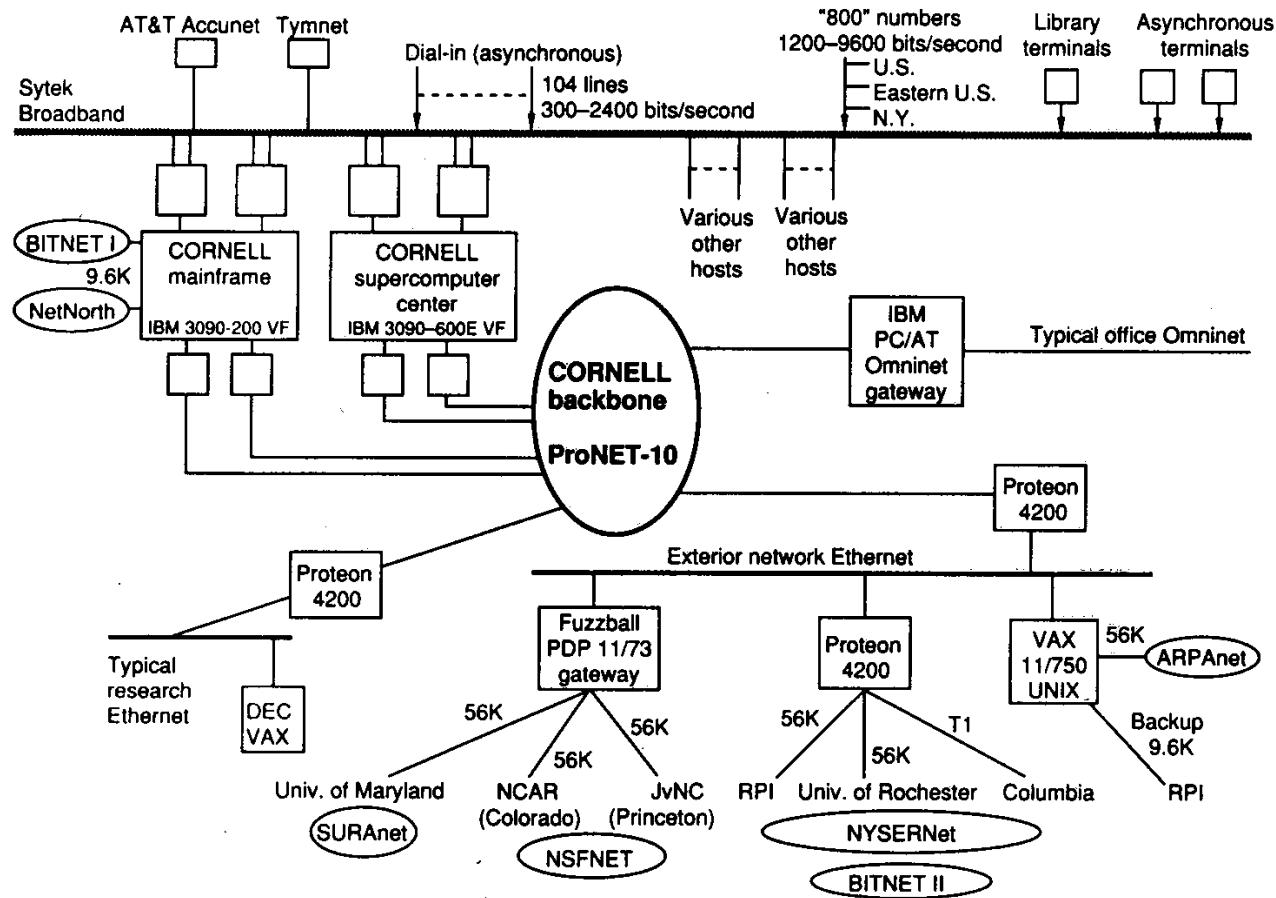 AT&T Accunet
Tymnet
Dial-in (asynchronous)
104 lines
300–2400 bits/second
"800" numbers
1200–9600 bits/second
U.S.
Eastern U.S.
N.Y.
Library
terminals
Asynchronous
terminals
Sytek
Broadband
Various
other
hosts
Various
other
hosts
BITNET I
9.6K
NetNorth
CORNELL
mainframe
IBM 3090-200 VF
CORNELL
supercomputer
center
IBM 3090–600E VF
CORNELL
backbone
ProNET-10
IBM
PC/AT
Omninet
gateway
Typical office Omninet
Proteon
4200
Exterior network Ethernet
Proteon
4200
Typical
research
Ethernet
DEC
VAX
Fuzzball
PDP 11/73
gateway
Proteon
4200
VAX
11/750
UNIX
56K
ARPAnet
56K
56K
56K
56K
56K
T1
Backup
9.6K
Univ. of Maryland
SURAnet
NCAR
(Colorado)
JvNC
(Princeton)
NSFNET
RPI
Univ. of Rochester
Columbia
RPI
NYSERNet
BITNET II